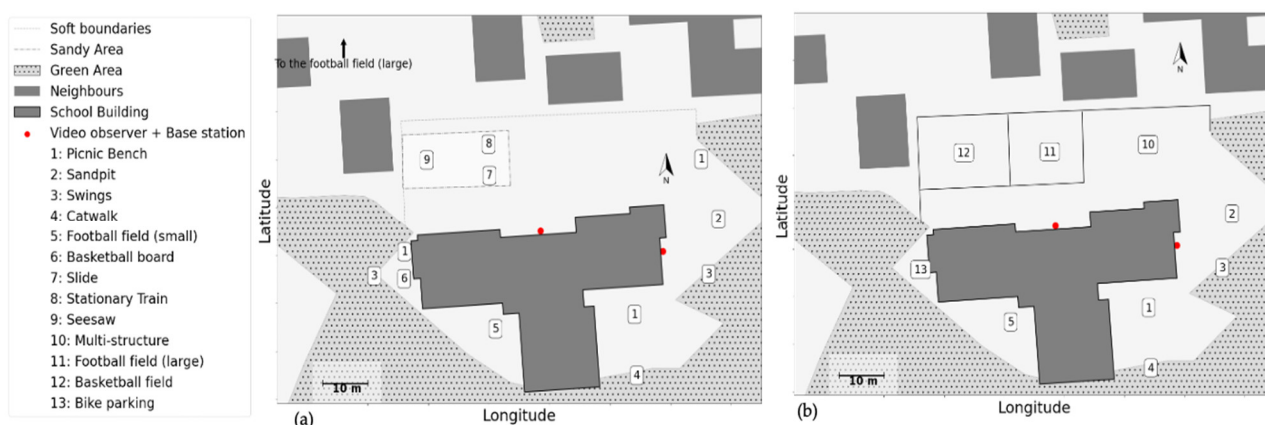 Soft boundaries
Sandy Area
Green Area
Neighbours
School Building
Video observer + Base station
1: Picnic Bench
2: Sandpit
3: Swings
4: Catwalk
5: Football field (small)
6: Basketball board
7: Slide
8: Stationary Train
9: Seesaw
10: Multi-structure
11: Football field (large)
12: Basketball field
13: Bike parking
Latitude
To the football field (large)
8
9
7
1
N
2
1
3
6
3
5
1
4
10 m
(a)
Longitude
Latitude
N
12
11
10
2
13
3
5
1
4
10 m
(b)
Longitude